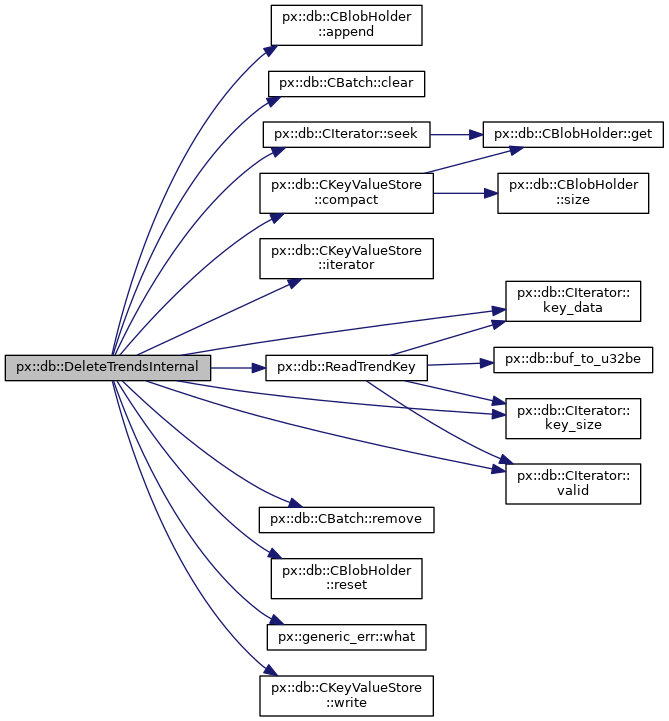 px::db::CBlobHolder
::append
px::db::CBatch::clear
px::db::CIterator::seek
px::db::CBlobHolder::get
px::db::CKeyValueStore
::compact
px::db::CBlobHolder
::size
px::db::CKeyValueStore
::iterator
px::db::CIterator::
key_data
px::db::DeleteTrendsInternal
px::db::ReadTrendKey
px::db::buf_to_u32be
px::db::CIterator::
key_size
px::db::CIterator::
valid
px::db::CBatch::remove
px::db::CBlobHolder
::reset
px::generic_err::what
px::db::CKeyValueStore
::write